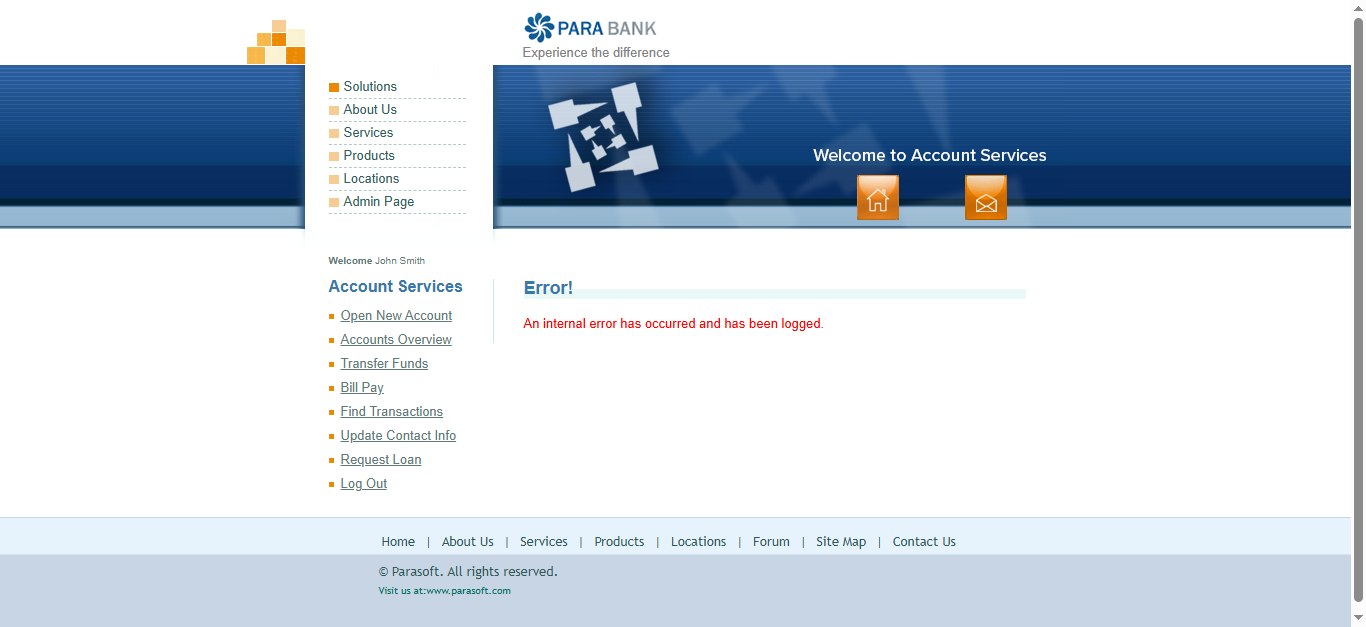 PARA BANK
Experience the difference
Solutions
About Us
Services
Products
Locations
Admin Page
Welcome to Account Services
Welcome John Smith
Account Services
Open New Account
Accounts Overview
Transfer Funds
Bill Pay
Find Transactions
Update Contact Info
Request Loan
Log Out
Error!
An internal error has occurred and has been logged.
Home | About Us | Services | Products | Locations | Forum | Site Map | Contact Us
© Parasoft. All rights reserved.
Visit us at:www.parasoft.com